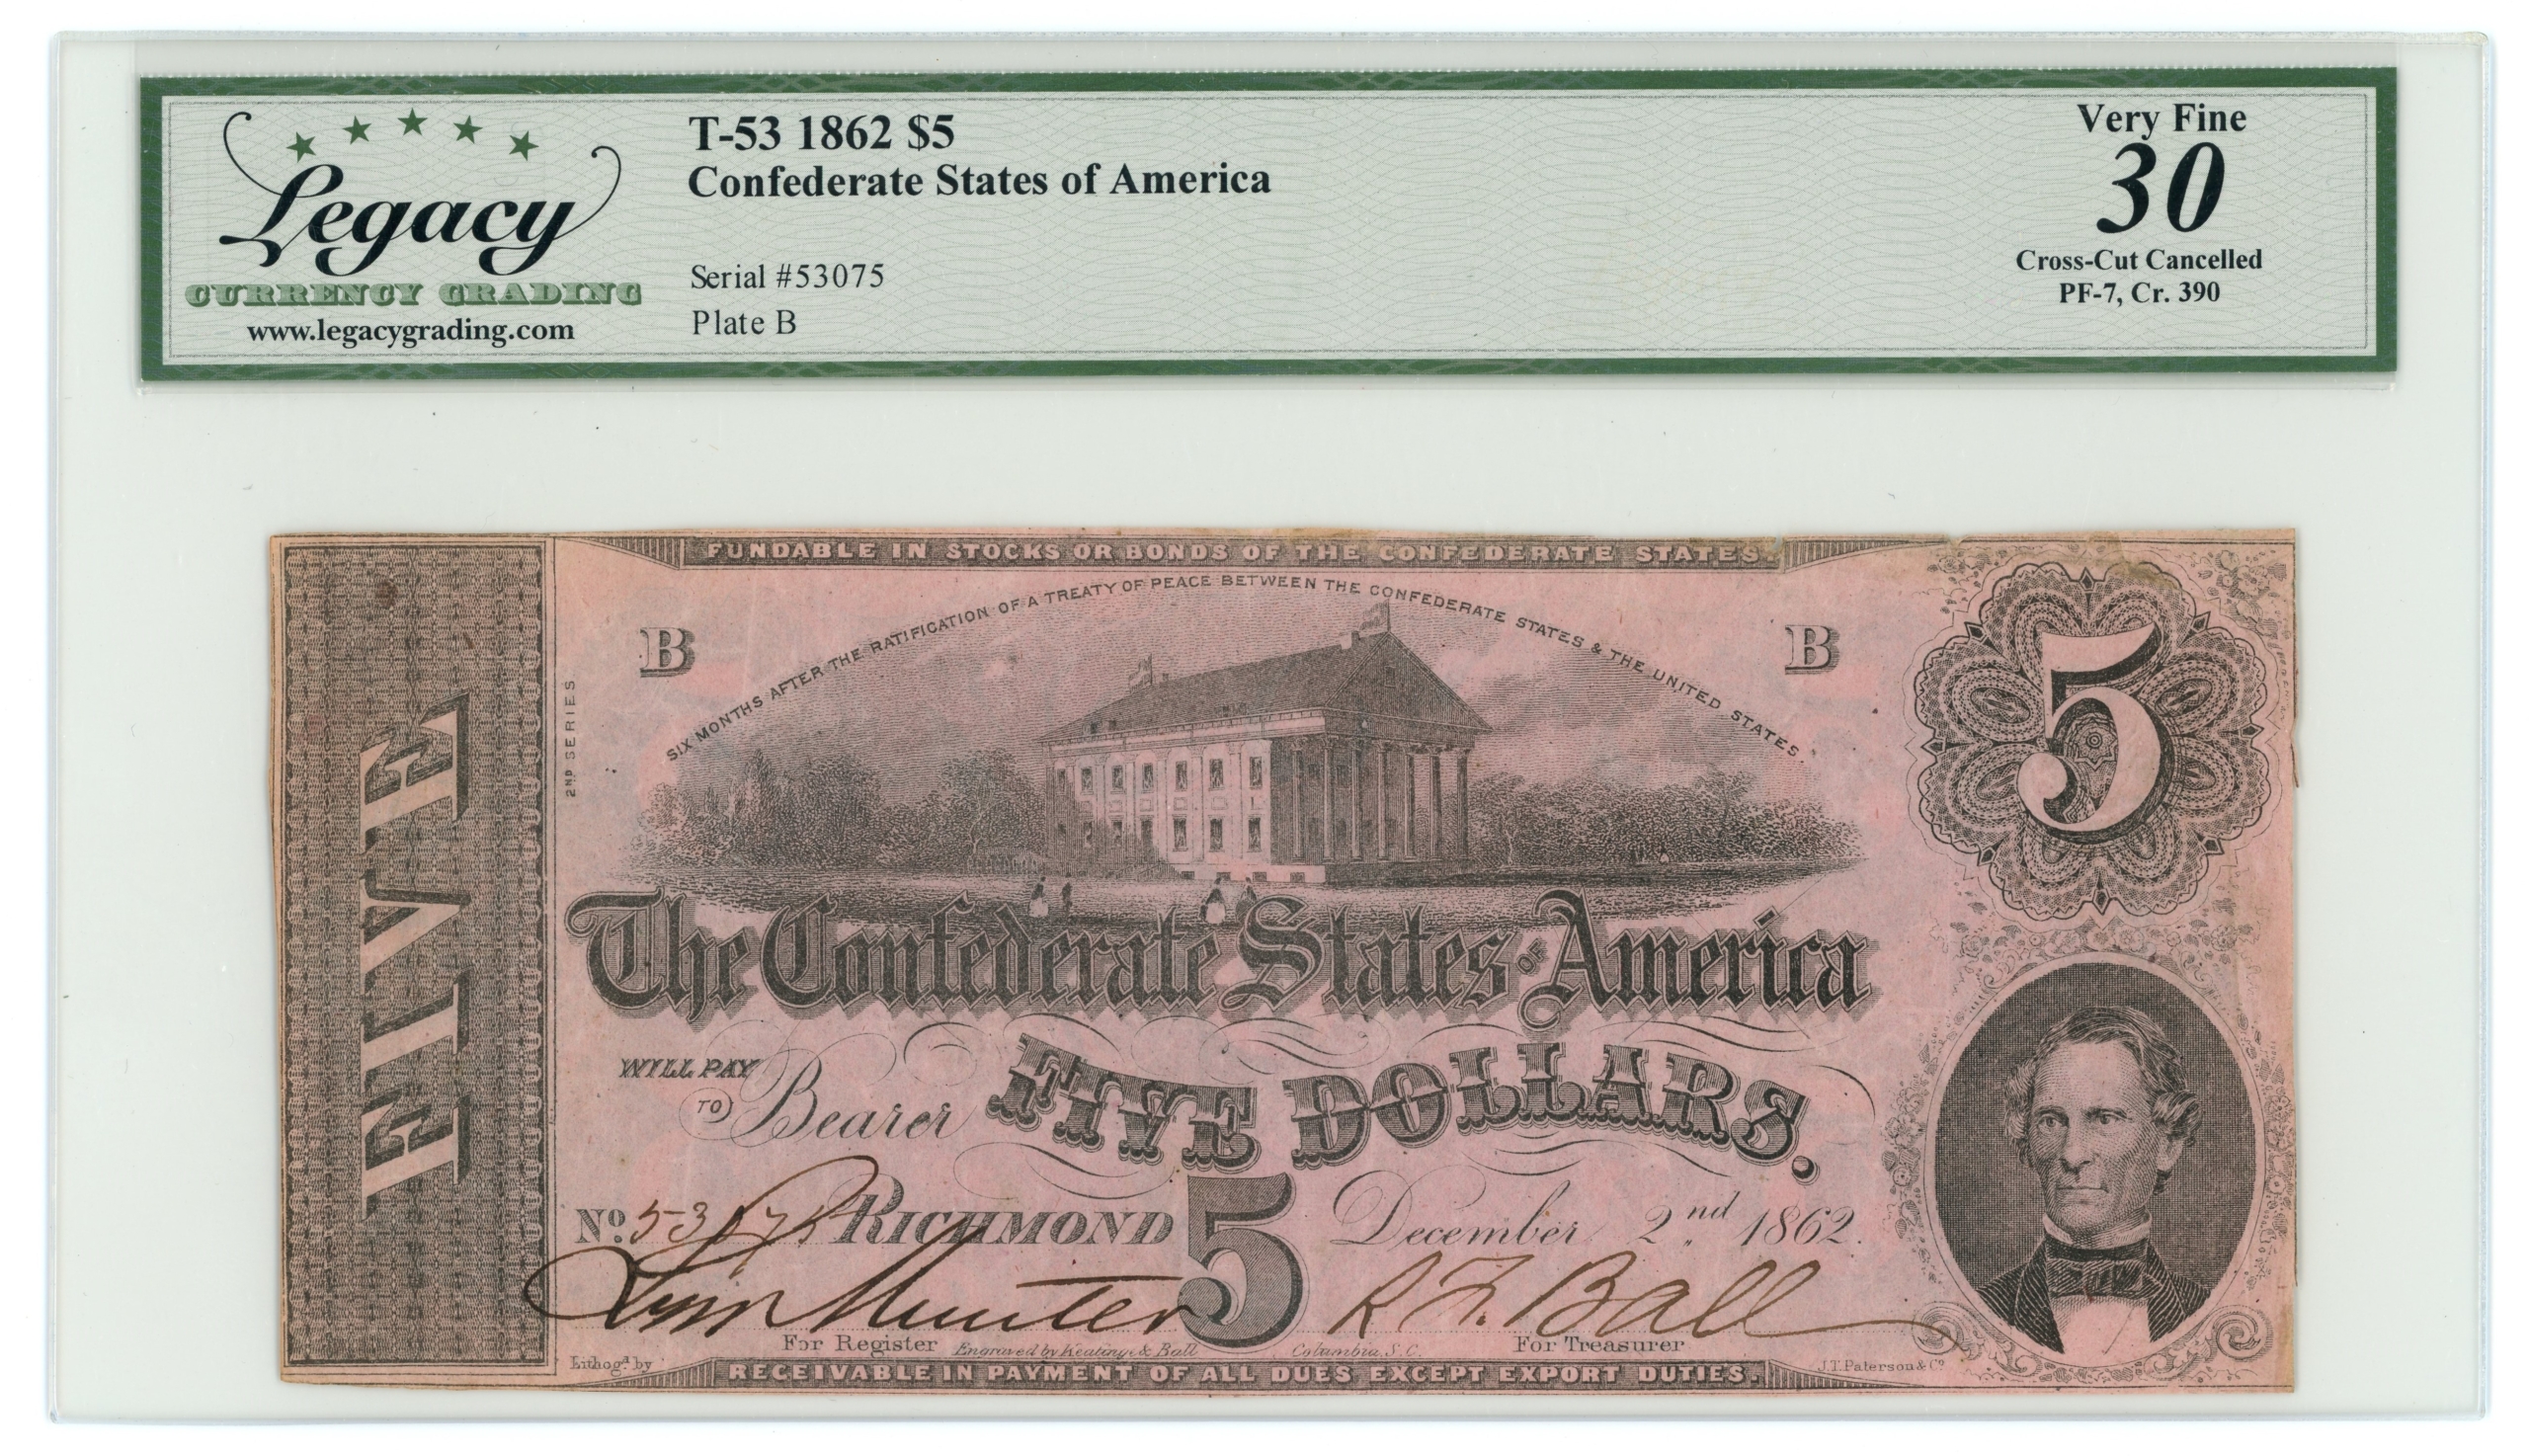 Legacy
CURRENCY GRADING
www.legacygrading.com
T-53 1862 $5
Confederate States of America
Serial #53075
Plate B
Very Fine
30
Cross-Cut Cancelled
PF-7, Cr. 390
FUNDABLE IN STOCKS OR BONDS OF THE CONFEDERATE STATES.
SIX MONTHS AFTER THE RATIFICATION OF A TREATY OF PEACE BETWEEN THE CONFEDERATE STATES & THE UNITED STATES.
B
B
5
FIVE
2ND SERIES
The Confederate States OF America
WILL PAY
TO Bearer FIVE DOLLARS.
No. 53075 RICHMOND 5 December 2nd 1862.
R F. Ball
For Register Engraved by Keatinge & Ball Columbia, S.C. For Treasurer
Lithogd by J.T. Paterson & Co
RECEIVABLE IN PAYMENT OF ALL DUES EXCEPT EXPORT DUTIES.